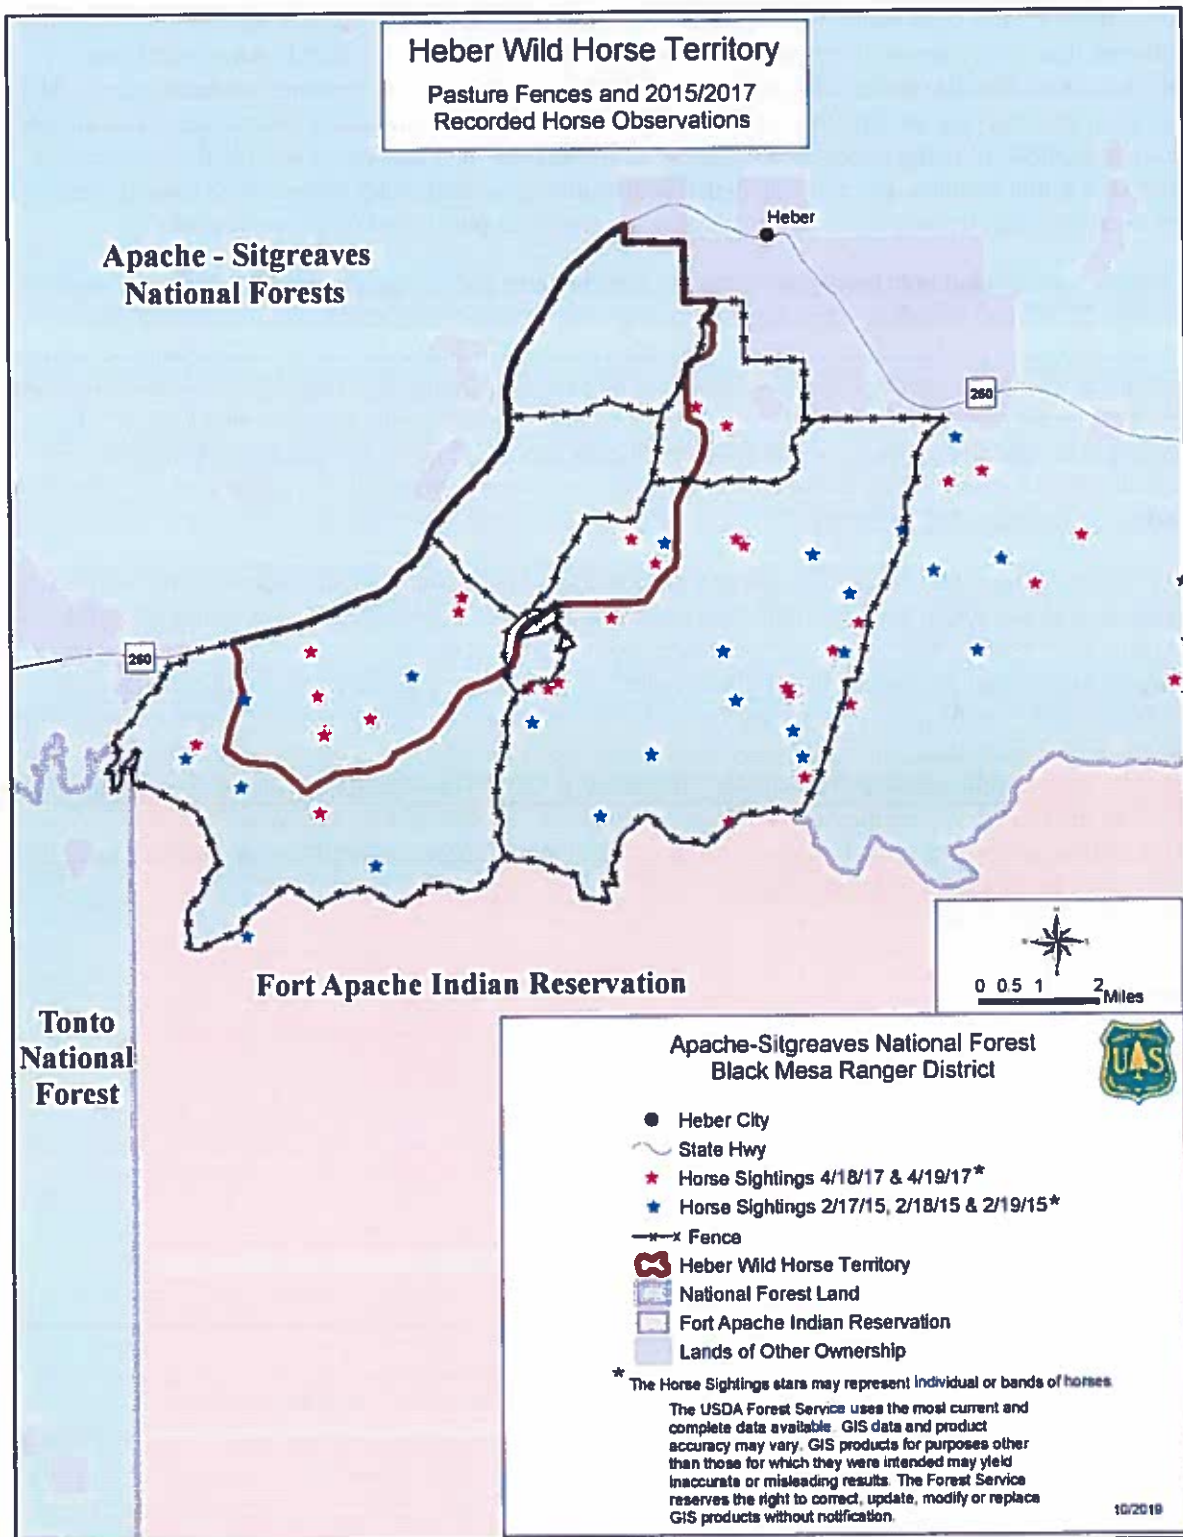 Heber Wild Horse Territory
Pasture Fences and 2015/2017
Recorded Horse Observations
Heber
Apache - Sitgreaves
National Forests
260
260
Fort Apache Indian Reservation
0 0.5 1 2
Miles
Tonto
National
Forest
Apache-Sitgreaves National Forest
Black Mesa Ranger District
U S
Heber City
State Hwy
Horse Sightings 4/18/17 & 4/19/17*
Horse Sightings 2/17/15, 2/18/15 & 2/19/15*
Fence
Heber Wild Horse Territory
National Forest Land
Fort Apache Indian Reservation
Lands of Other Ownership
* The Horse Sightings stars may represent individual or bands of horses
The USDA Forest Service uses the most current and
complete data available. GIS data and product
accuracy may vary. GIS products for purposes other
than those for which they were intended may yield
inaccurate or misleading results. The Forest Service
reserves the right to correct, update, modify or replace
GIS products without notification.
10/2019